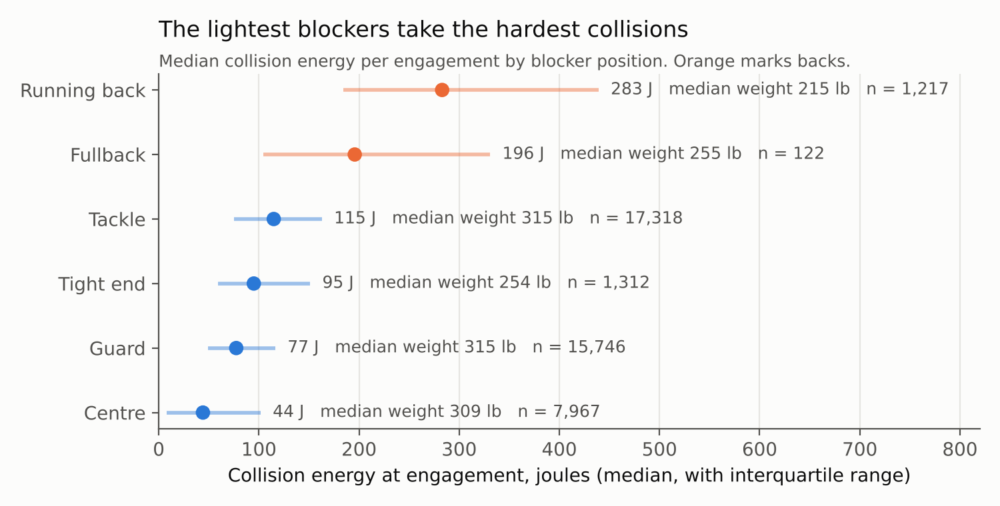 The lightest blockers take the hardest collisions
Median collision energy per engagement by blocker position. Orange marks backs.
Running back 283 J median weight 215 lb n = 1,217
Fullback 196 J median weight 255 lb n = 122
Tackle 115 J median weight 315 lb n = 17,318
Tight end 95 J median weight 254 lb n = 1,312
Guard 77 J median weight 315 lb n = 15,746
Centre 44 J median weight 309 lb n = 7,967
0 100 200 300 400 500 600 700 800
Collision energy at engagement, joules (median, with interquartile range)